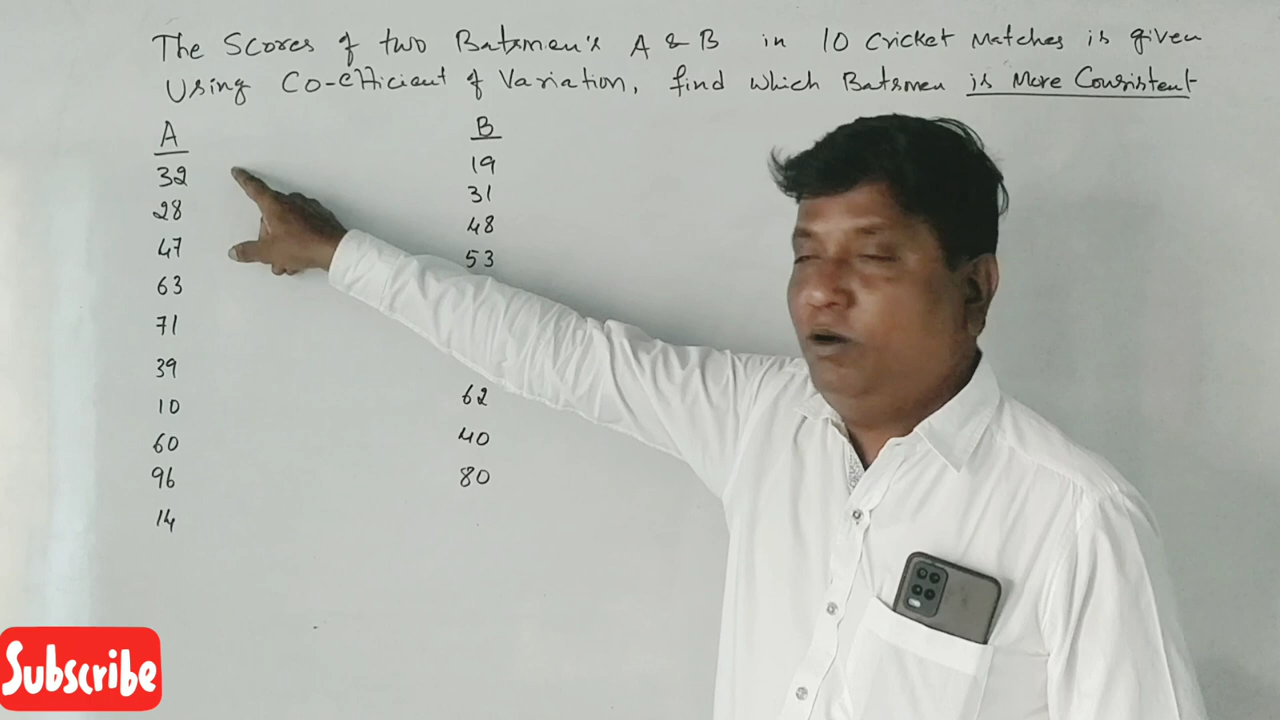 The Scores of two Batsmen's A & B in 10 Cricket Matches is given
Using Co-efficient of Variation, find which Batsmen is More Consistent
A B
32 19
28 31
47 48
63 53
71
39
10 62
60 40
96 80
14
Subscribe